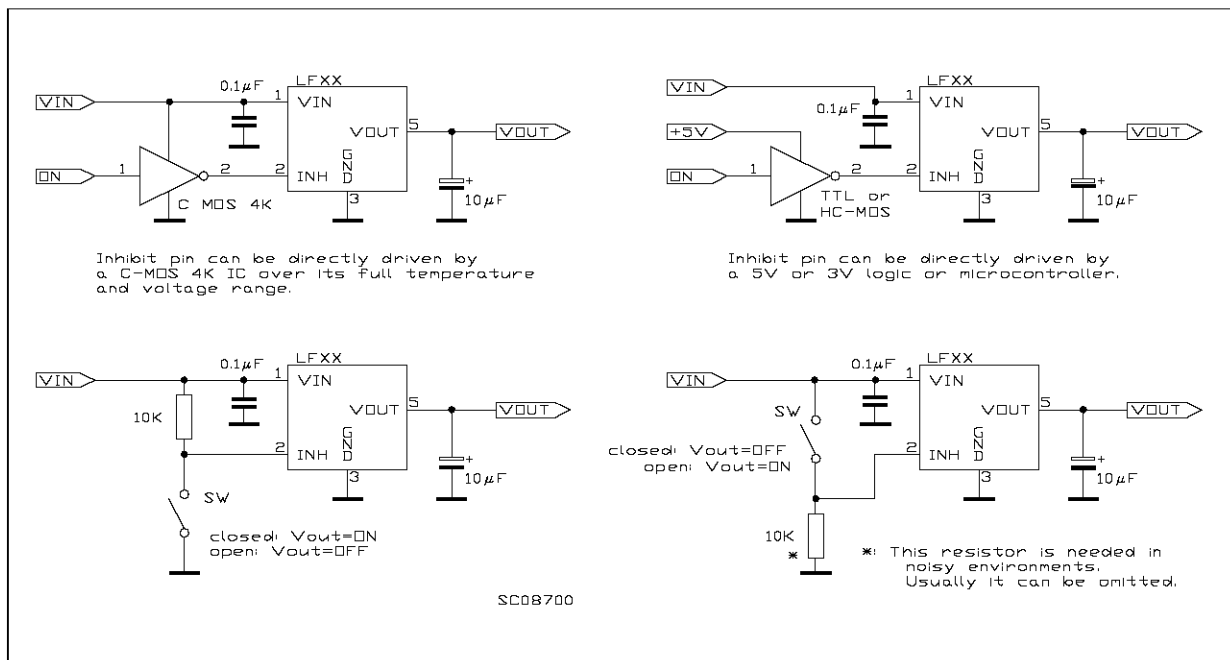 LFXX
0.1µF
VIN
1
VIN
VOUT
5
VOUT
ON
1
2
2
INH
GND
3
+
10µF
C MOS 4K
Inhibit pin can be directly driven by
a C-MOS 4K IC over its full temperature
and voltage range.
LFXX
VIN
1
VIN
0.1µF
+5V
VOUT
5
VOUT
ON
1
2
2
INH
GND
3
+
10µF
TTL or
HC-MOS
Inhibit pin can be directly driven by
a 5V or 3V logic or microcontroller.
LFXX
0.1µF
VIN
1
VIN
10K
VOUT
5
VOUT
2
INH
GND
3
+
10µF
SW
closed: Vout=ON
open: Vout=OFF
LFXX
0.1µF
VIN
1
VIN
SW
VOUT
5
VOUT
closed: Vout=OFF
open: Vout=ON
2
INH
GND
3
+
10µF
10K
*
*: This resistor is needed in
noisy environments.
Usually it can be omitted.
SC08700